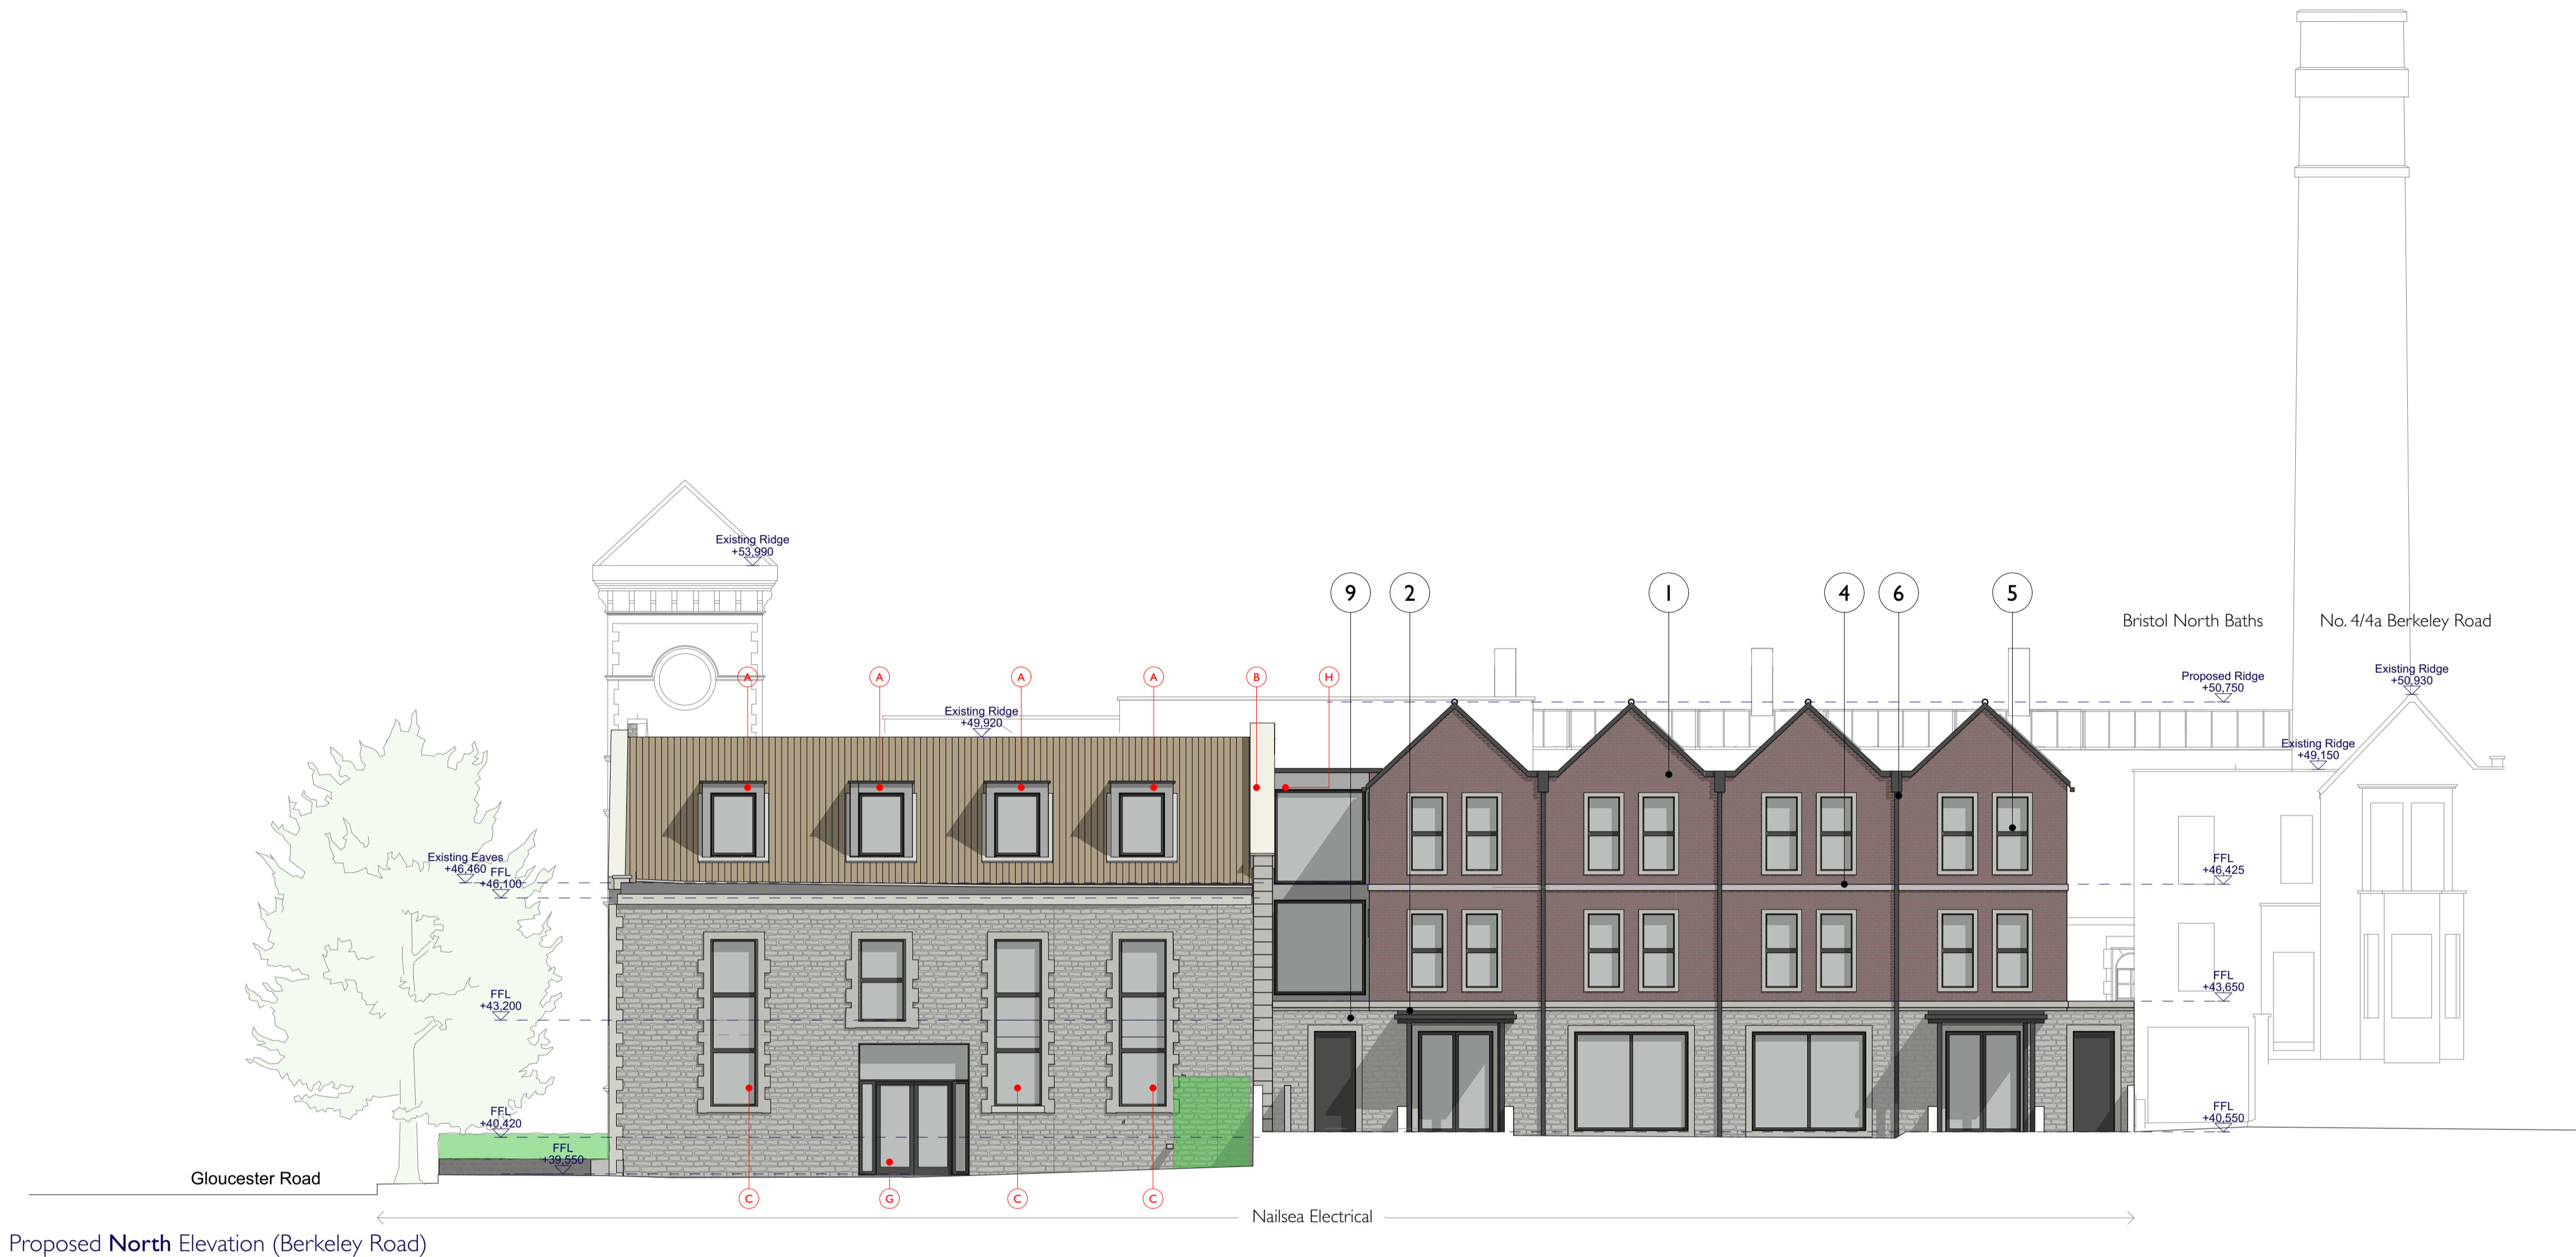 Existing Ridge
+53,990
9
2
1
4
6
5
Bristol North Baths
No. 4/4a Berkeley Road
A
A
A
A
B
H
Proposed Ridge
+50,750
Existing Ridge
+50,930
Existing Ridge
+49,920
Existing Ridge
+49,150
Existing Eaves
+46,460
FFL
+46,100
FFL
+46,425
FFL
+43,200
FFL
+43,650
FFL
+40,420
FFL
+40,550
FFL
+39,550
Gloucester Road
C
G
C
C
Nailsea Electrical
Proposed North Elevation (Berkeley Road)